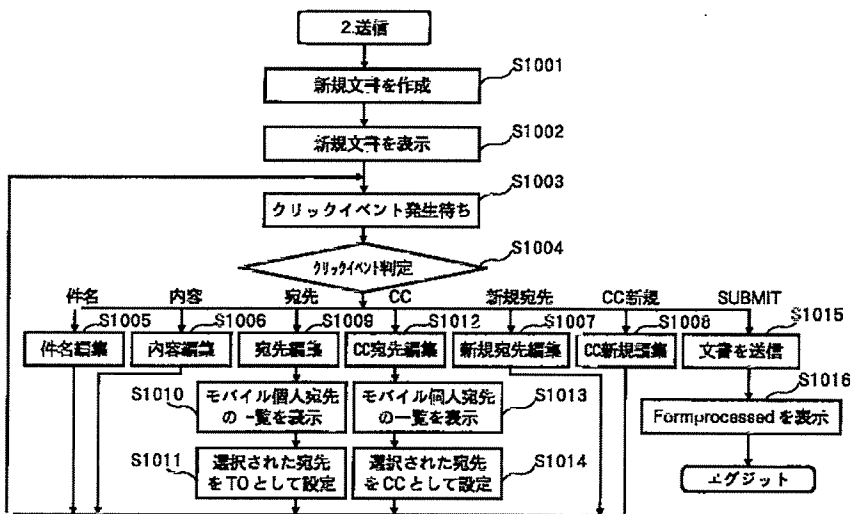 2.送信
S1001
新規文書を作成
S1002
新規文書を表示
S1003
クリックイベント発生待ち
S1004
クリックイベント判定
件名 内容 宛先 CC 新規宛先 CC新規 SUBMIT
S1005 S1006 S1009 S1012 S1007 S1008 S1015
件名編集 内容編集 宛先編集 CC宛先編集 新規宛先編集 CC新規編集 文書を送信
S1010 モバイル個人宛先 モバイル個人宛先 S1013 S1016
の一覧を表示 の一覧を表示 Formprocessedを表示
S1011 選択された宛先 選択された宛先 S1014
をTOとして設定 をCCとして設定 エグジット